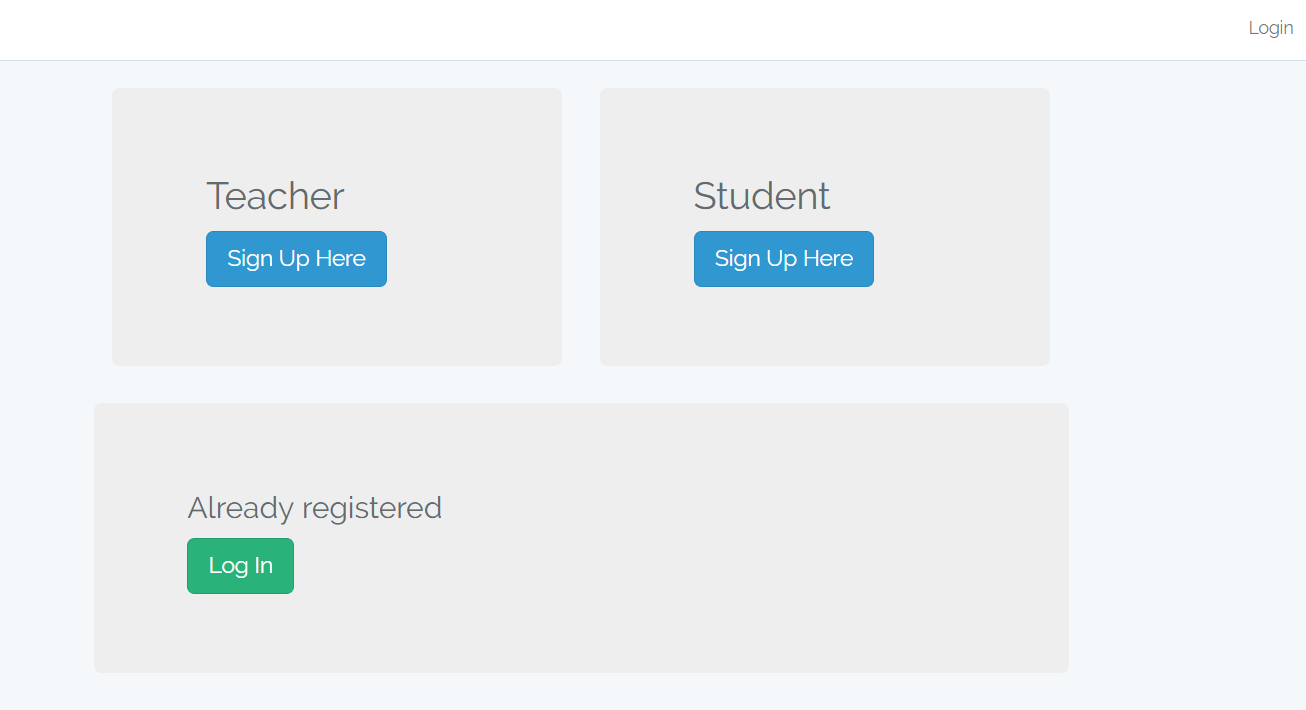 Login
Teacher
Sign Up Here
Student
Sign Up Here
Already registered
Log In